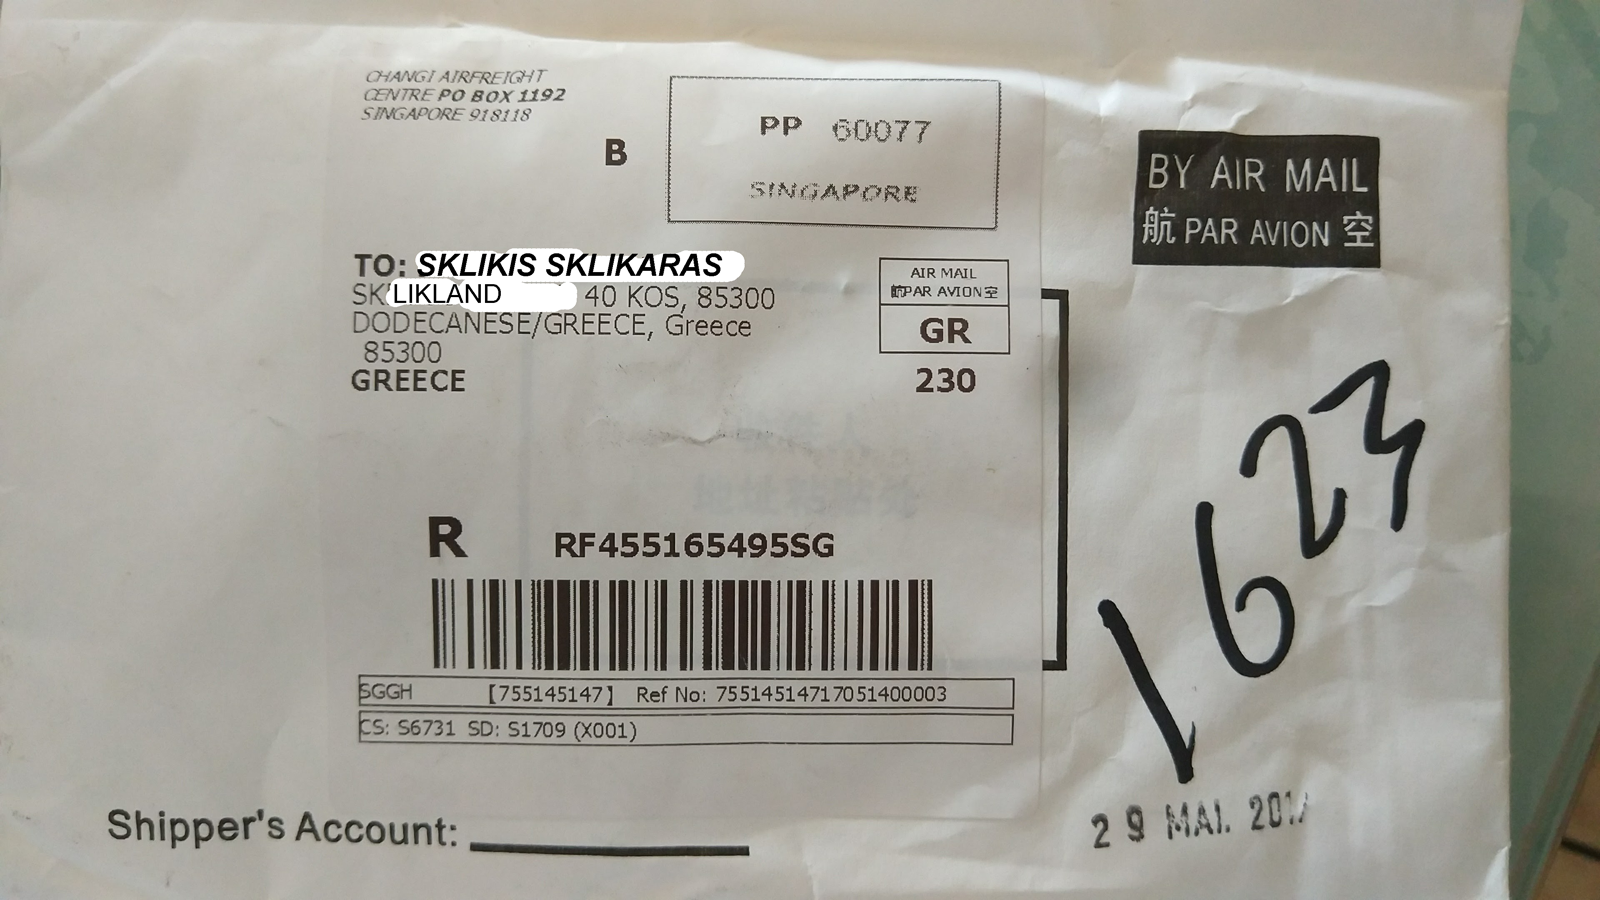 CHANGI AIRFREIGHT
CENTRE PO BOX 1192
SINGAPORE 918118
B
PP 60077
SINGAPORE
BY AIR MAIL
航 PAR AVION 空
TO: SKLIKIS SKLIKARAS
SK LIKLAND 40 KOS, 85300
DODECANESE/GREECE, Greece
85300
GREECE
AIR MAIL
航PAR AVION空
GR
230
R RF455165495SG
SGGH 【755145147】 Ref No: 75514514717051400003
CS: S6731 SD: S1709 (X001)
1623
29 MAI. 201
Shipper's Account: